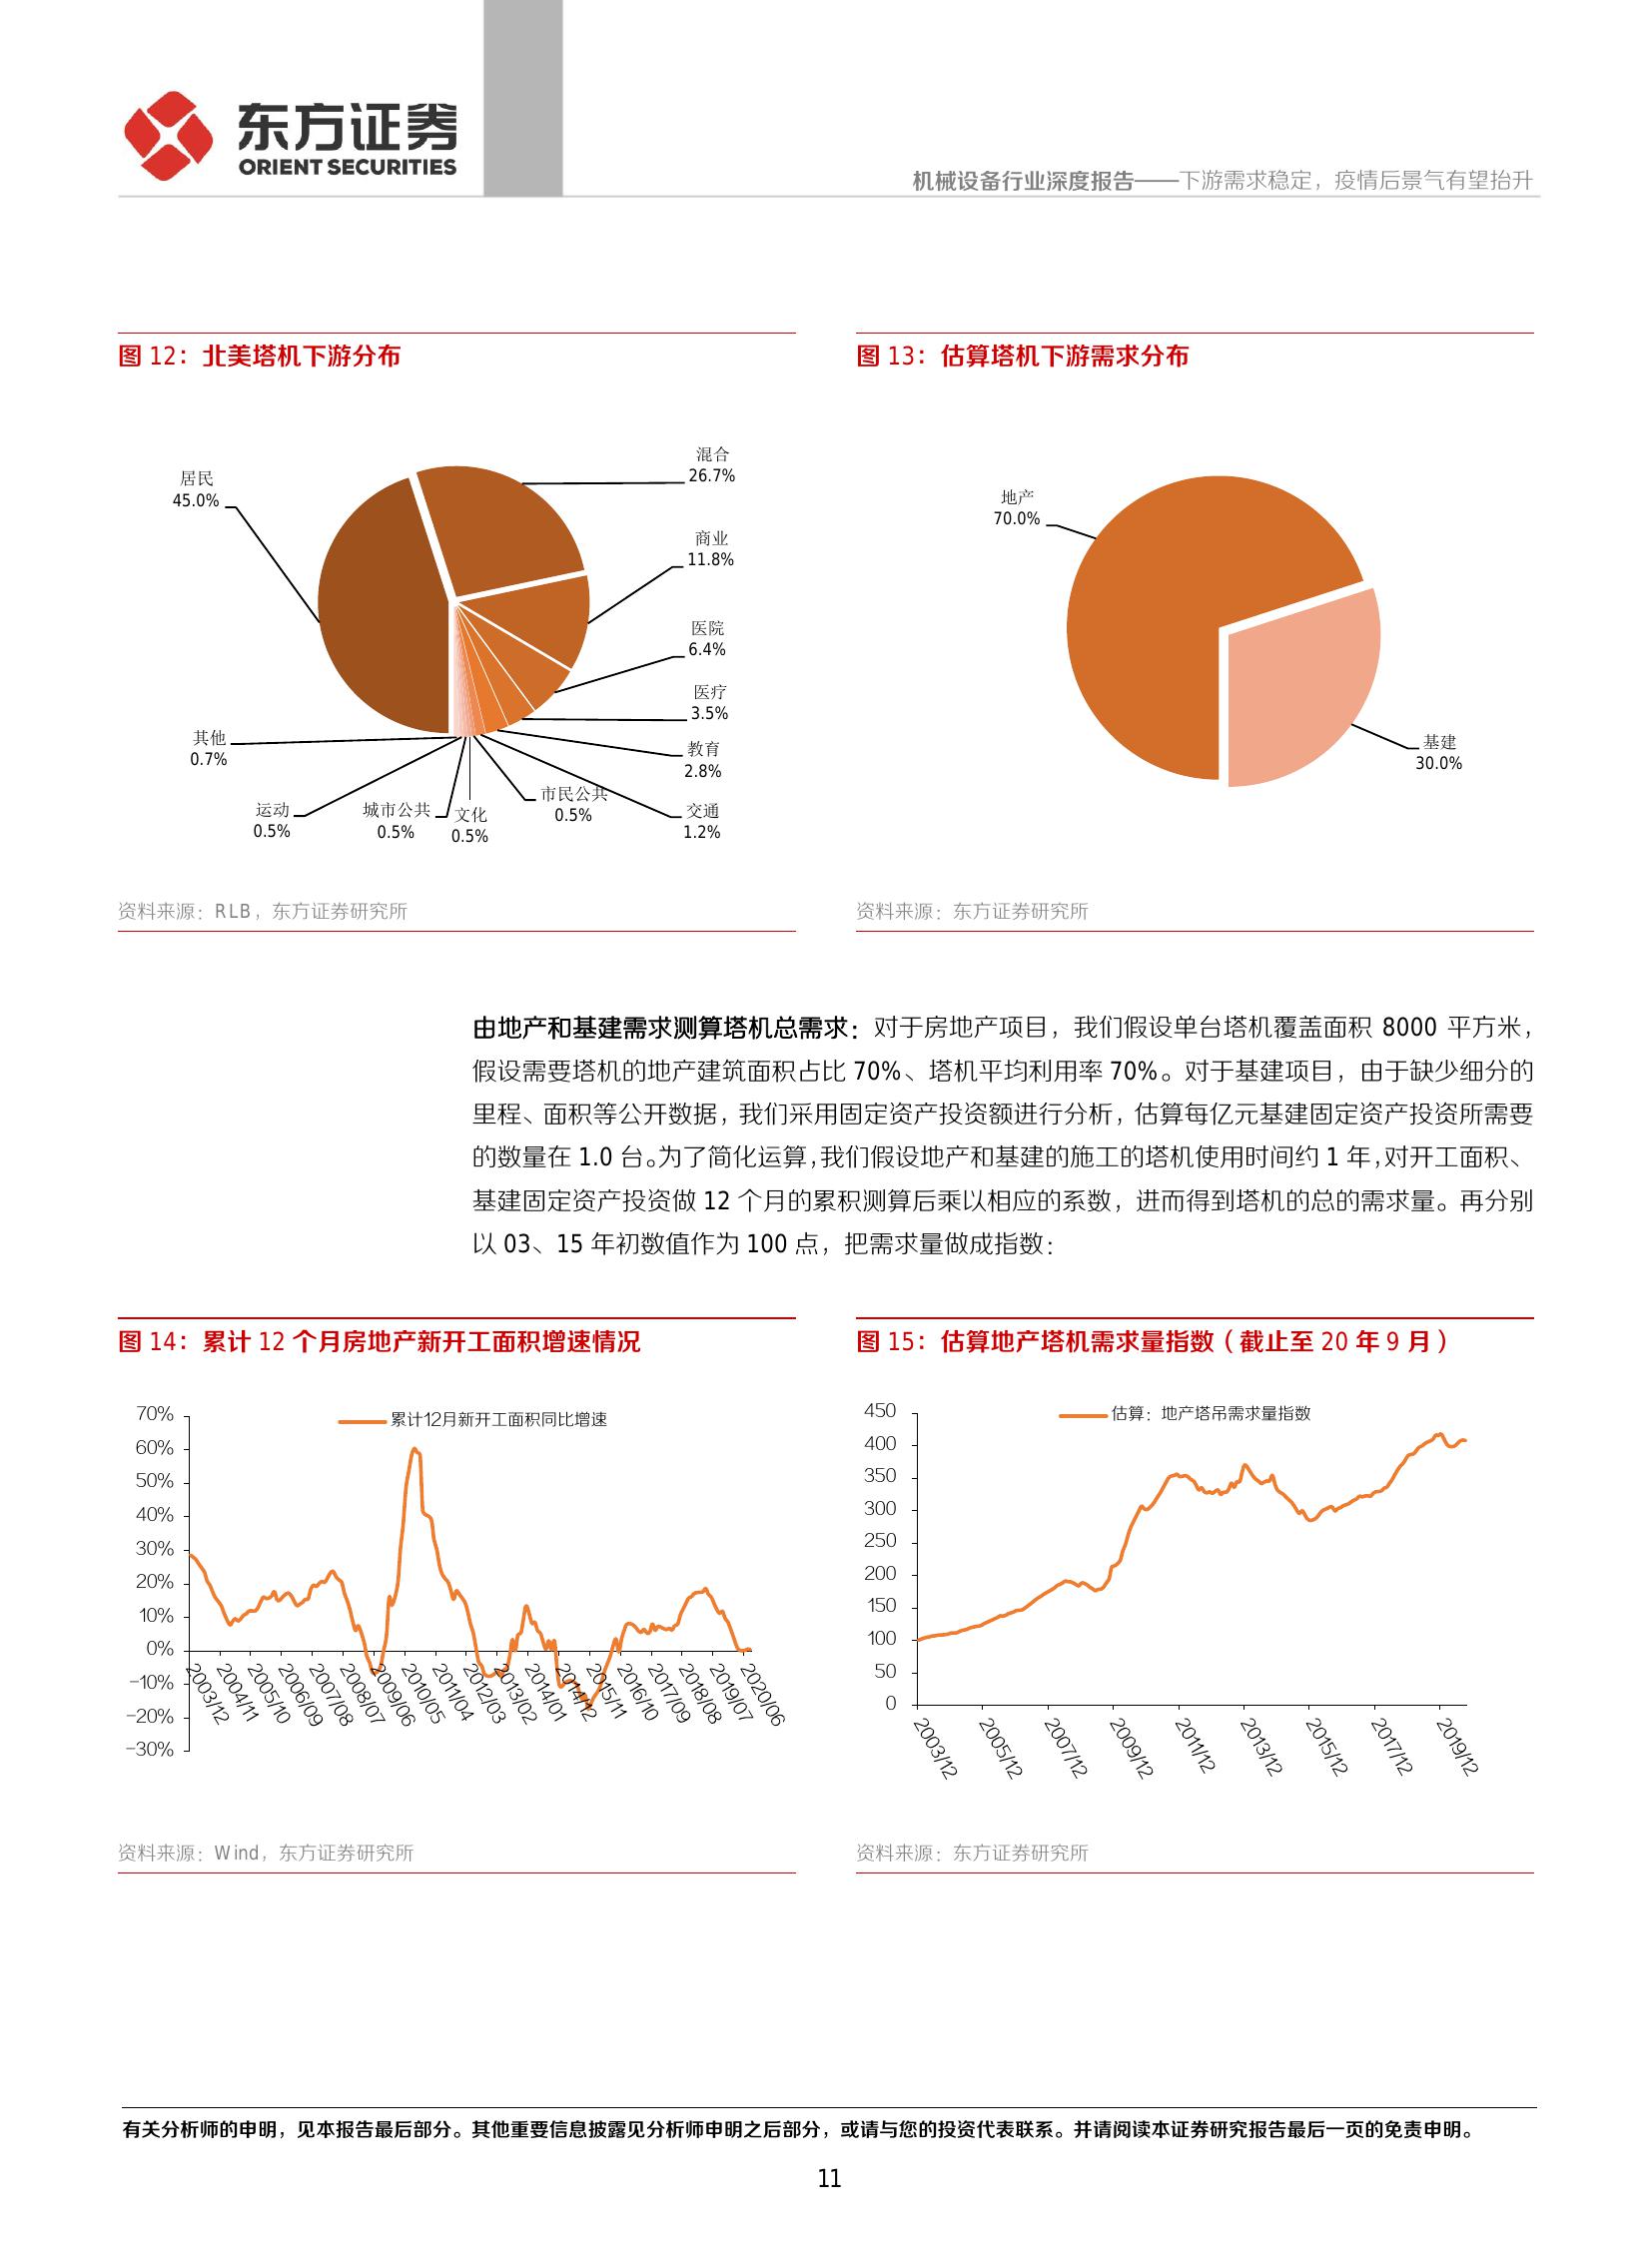 东方证券
ORIENT SECURITIES
机械设备行业深度报告——下游需求稳定，疫情后景气有望抬升
图 12：北美塔机下游分布
居民
45.0%
混合
26.7%
商业
11.8%
医院
6.4%
医疗
3.5%
教育
2.8%
交通
1.2%
市民公共
0.5%
文化
0.5%
城市公共
0.5%
运动
0.5%
其他
0.7%
资料来源：RLB，东方证券研究所
图 13：估算塔机下游需求分布
地产
70.0%
基建
30.0%
资料来源：东方证券研究所
由地产和基建需求测算塔机总需求：对于房地产项目，我们假设单台塔机覆盖面积 8000 平方米，
假设需要塔机的地产建筑面积占比 70%、塔机平均利用率 70%。对于基建项目，由于缺少细分的
里程、面积等公开数据，我们采用固定资产投资额进行分析，估算每亿元基建固定资产投资所需要
的数量在 1.0 台。为了简化运算，我们假设地产和基建的施工的塔机使用时间约 1 年，对开工面积、
基建固定资产投资做 12 个月的累积测算后乘以相应的系数，进而得到塔机的总的需求量。再分别
以 03、15 年初数值作为 100 点，把需求量做成指数：
图 14：累计 12 个月房地产新开工面积增速情况
累计12月新开工面积同比增速
70%
60%
50%
40%
30%
20%
10%
0%
-10%
-20%
-30%
2003/12
2004/11
2005/10
2006/09
2007/08
2008/07
2009/06
2010/05
2011/04
2012/03
2013/02
2014/01
2014/12
2015/11
2016/10
2017/09
2018/08
2019/07
2020/06
资料来源：Wind，东方证券研究所
图 15：估算地产塔机需求量指数（截止至 20 年 9 月）
估算：地产塔吊需求量指数
450
400
350
300
250
200
150
100
50
0
2003/12
2005/12
2007/12
2009/12
2011/12
2013/12
2015/12
2017/12
2019/12
资料来源：东方证券研究所
有关分析师的申明，见本报告最后部分。其他重要信息披露见分析师申明之后部分，或请与您的投资代表联系。并请阅读本证券研究报告最后一页的免责申明。
11